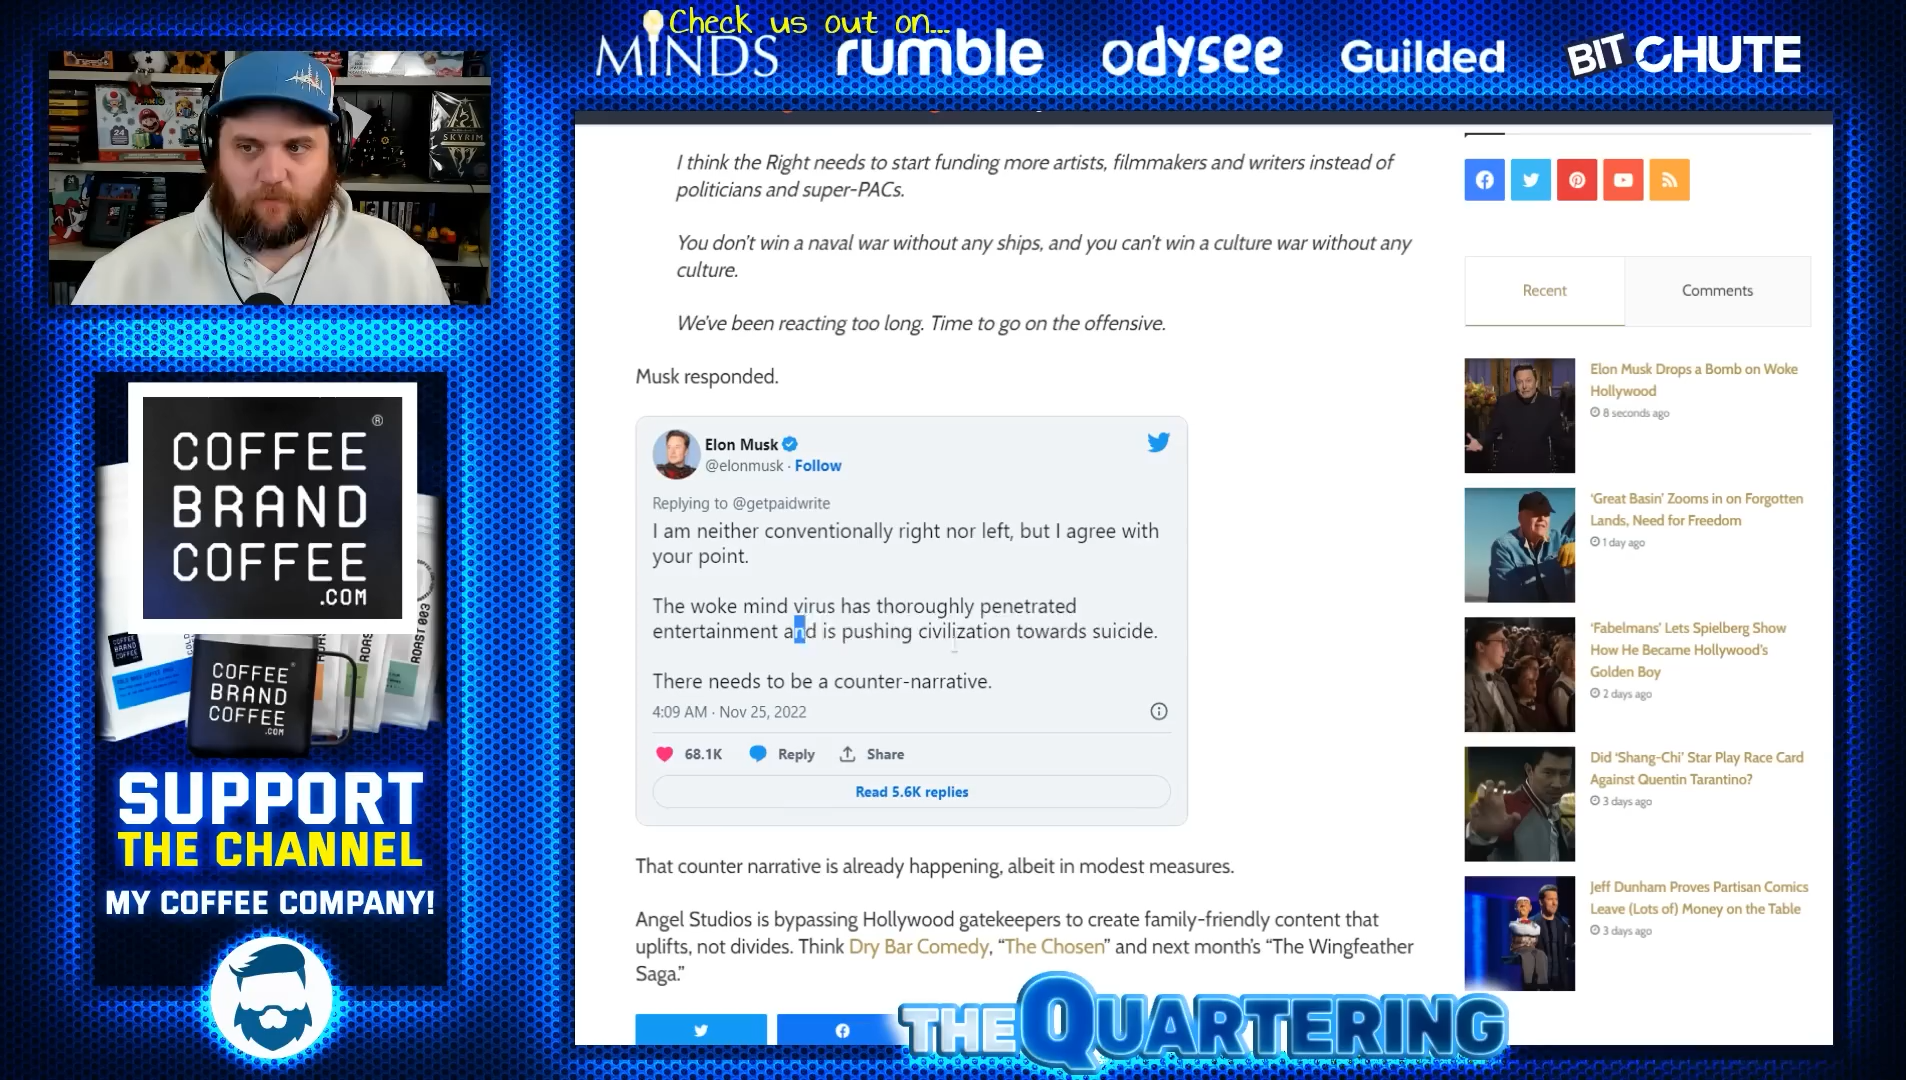 Check us out on...
MINDS rumble odysee Guilded BITCHUTE
SKYRIM
I think the Right needs to start funding more artists, filmmakers and writers instead of
politicians and super-PACs.
You don't win a naval war without any ships, and you can't win a culture war without any
culture.
We've been reacting too long. Time to go on the offensive.
Musk responded.
Elon Musk
@elonmusk · Follow
Replying to @getpaidwrite
I am neither conventionally right nor left, but I agree with
your point.
The woke mind virus has thoroughly penetrated
entertainment and is pushing civilization towards suicide.
There needs to be a counter-narrative.
4:09 AM · Nov 25, 2022
68.1K Reply Share
Read 5.6K replies
That counter narrative is already happening, albeit in modest measures.
Angel Studios is bypassing Hollywood gatekeepers to create family-friendly content that
uplifts, not divides. Think Dry Bar Comedy, “The Chosen” and next month's “The Wingfeather
Saga.”
Recent Comments
Elon Musk Drops a Bomb on Woke
Hollywood
8 seconds ago
‘Great Basin’ Zooms in on Forgotten
Lands, Need for Freedom
1 day ago
‘Fabelmans’ Lets Spielberg Show
How He Became Hollywood's
Golden Boy
2 days ago
Did ‘Shang-Chi’ Star Play Race Card
Against Quentin Tarantino?
3 days ago
Jeff Dunham Proves Partisan Comics
Leave (Lots of) Money on the Table
3 days ago
COFFEE®
BRAND
COFFEE
.COM
COFFEE®
BRAND
COFFEE
.COM
ROAST 003
SUPPORT
THE CHANNEL
MY COFFEE COMPANY!
THE QUARTERING